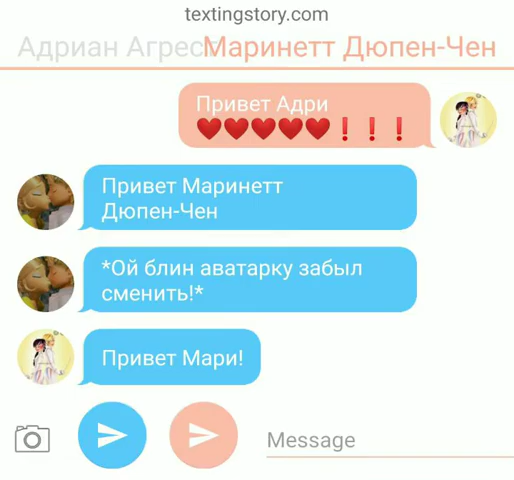 textingstory.com
Адриан Агрес Маринетт Дюпен-Чен
Привет Адри
❤❤❤❤❤❗❗❗
Привет Маринетт
Дюпен-Чен
*Ой блин аватарку забыл
сменить!*
Привет Мари!
Message